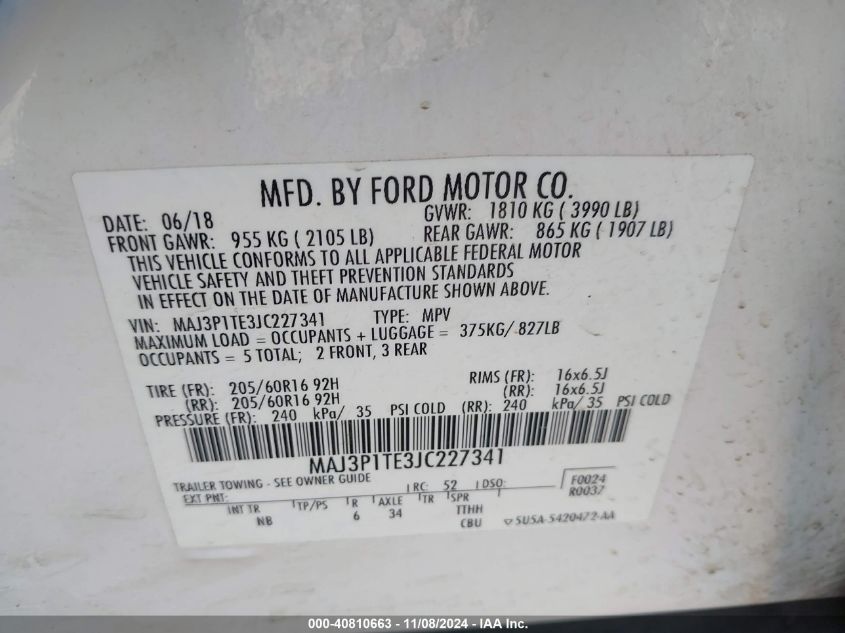 MFD. BY FORD MOTOR CO.
DATE: 06/18 GVWR: 1810 KG ( 3990 LB)
FRONT GAWR: 955 KG ( 2105 LB) REAR GAWR: 865 KG ( 1907 LB)
THIS VEHICLE CONFORMS TO ALL APPLICABLE FEDERAL MOTOR
VEHICLE SAFETY AND THEFT PREVENTION STANDARDS
IN EFFECT ON THE DATE OF MANUFACTURE SHOWN ABOVE.
VIN: MAJ3P1TE3JC227341 TYPE: MPV
MAXIMUM LOAD = OCCUPANTS + LUGGAGE = 375KG/ 827LB
OCCUPANTS = 5 TOTAL; 2 FRONT, 3 REAR
TIRE (FR): 205/60R16 92H RIMS (FR): 16x6.5J
(RR): 205/60R16 92H (RR): 16x6.5J
PRESSURE (FR): 240 kPa/ 35 PSI COLD (RR): 240 kPa/ 35 PSI COLD
MAJ3P1TE3JC227341
TRAILER TOWING - SEE OWNER GUIDE
EXT PNT: RC: 52 DSO: F0024
R0037
INT TR TP/PS R AXLE TR SPR
NB 6 34 TTHH
CBU 5U5A-5420472-AA
000-40810663 - 11/08/2024 - IAA Inc.